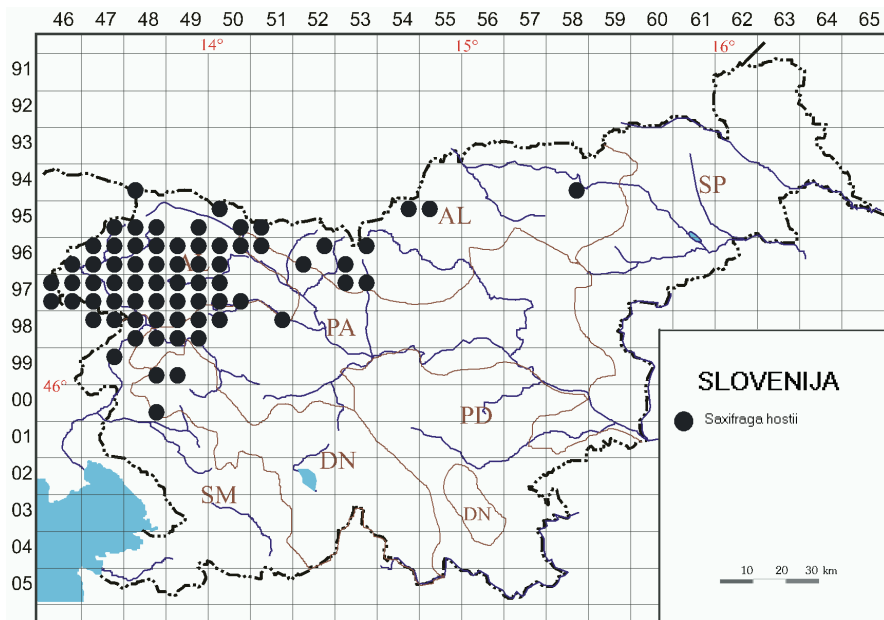 46 47 48 49 50 51 52 53 54 55 56 57 58 59 60 61 62 63 64 65
14° 15° 16°
91
92
93
94
SP
95
AL
96
AL
97
98
PA
99
46°
SLOVENIJA
00
Saxifraga hostii
PD
01
02
DN
SM
03
DN
04
05
10 20 30 km